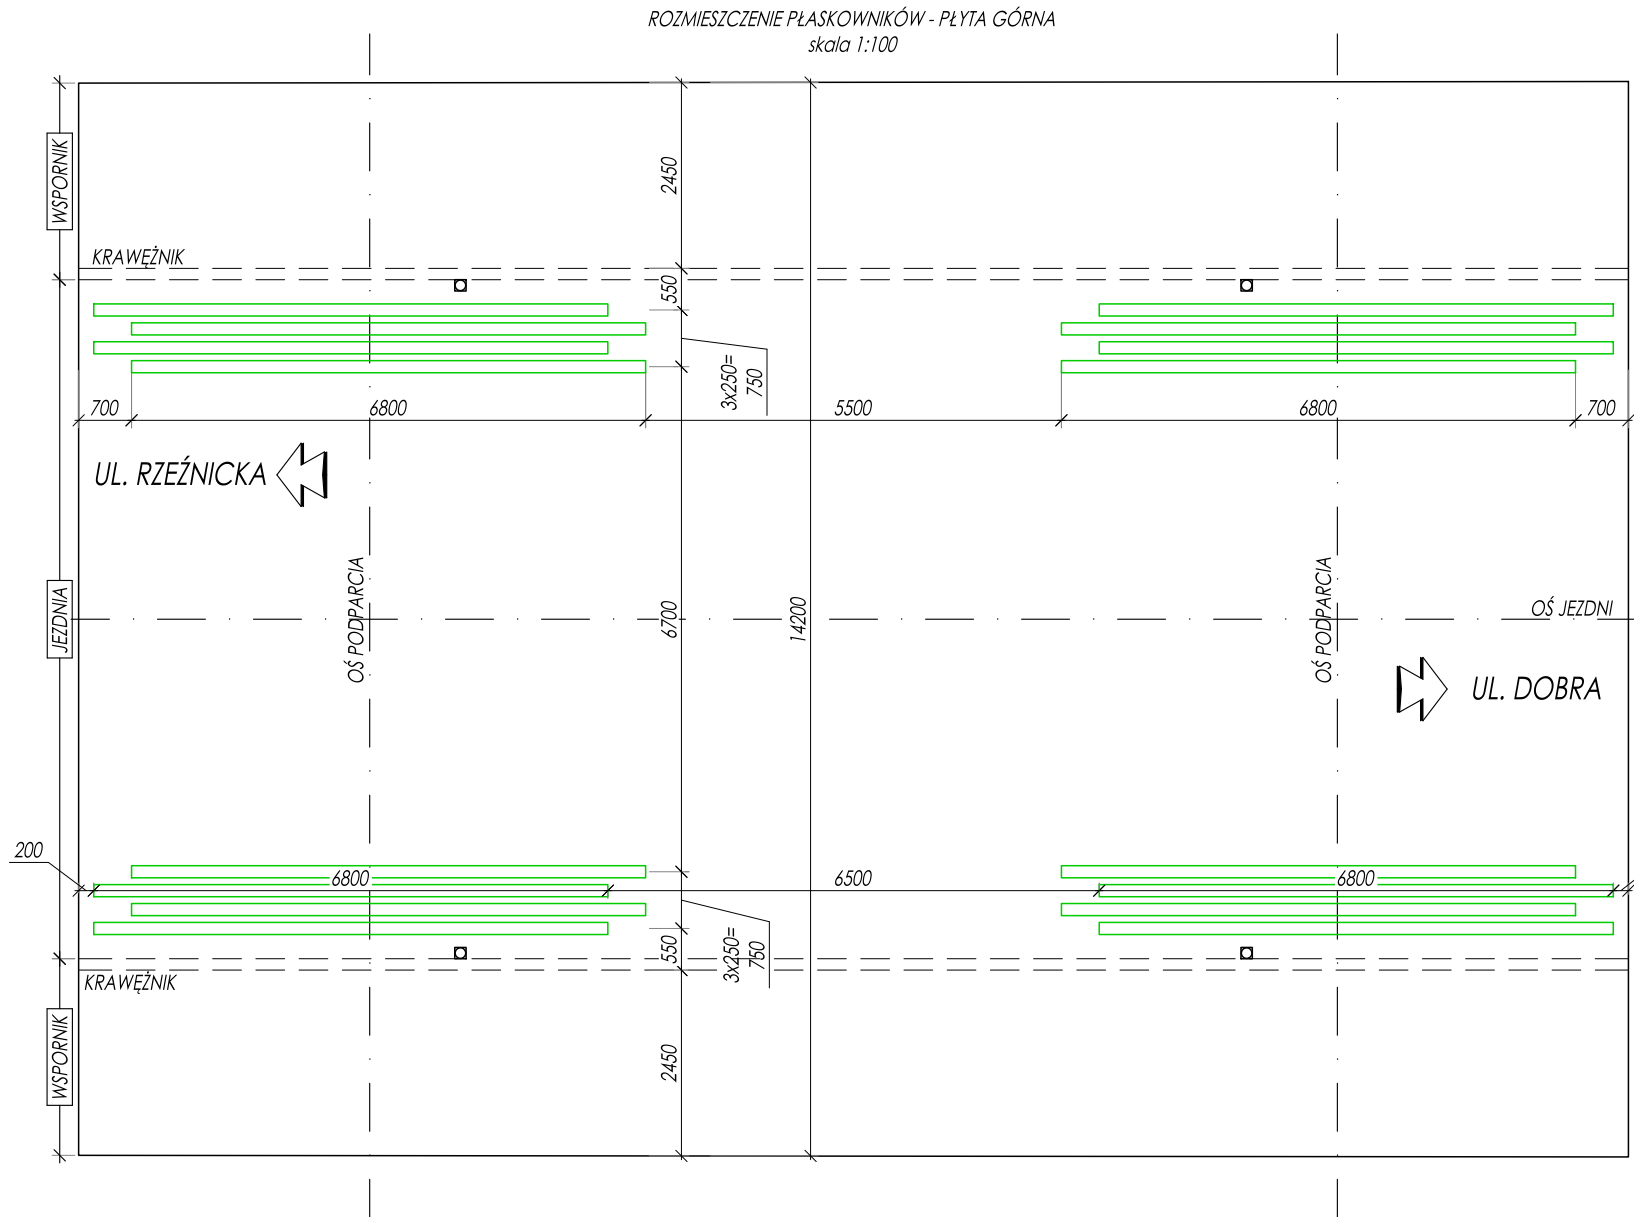 ROZMIESZCZENIE PŁASKOWNIKÓW - PŁYTA GÓRNA
skala 1:100
WSPORNIK
2450
KRAWĘŻNIK
550
3x250=
750
700
6800
5500
6800
700
UL. RZEŹNICKA
OŚ PODPARCIA
OŚ PODPARCIA
JEZDNIA
6700
14200
OŚ JEZDNI
UL. DOBRA
200
6800
6500
6800
550
3x250=
750
KRAWĘŻNIK
WSPORNIK
2450